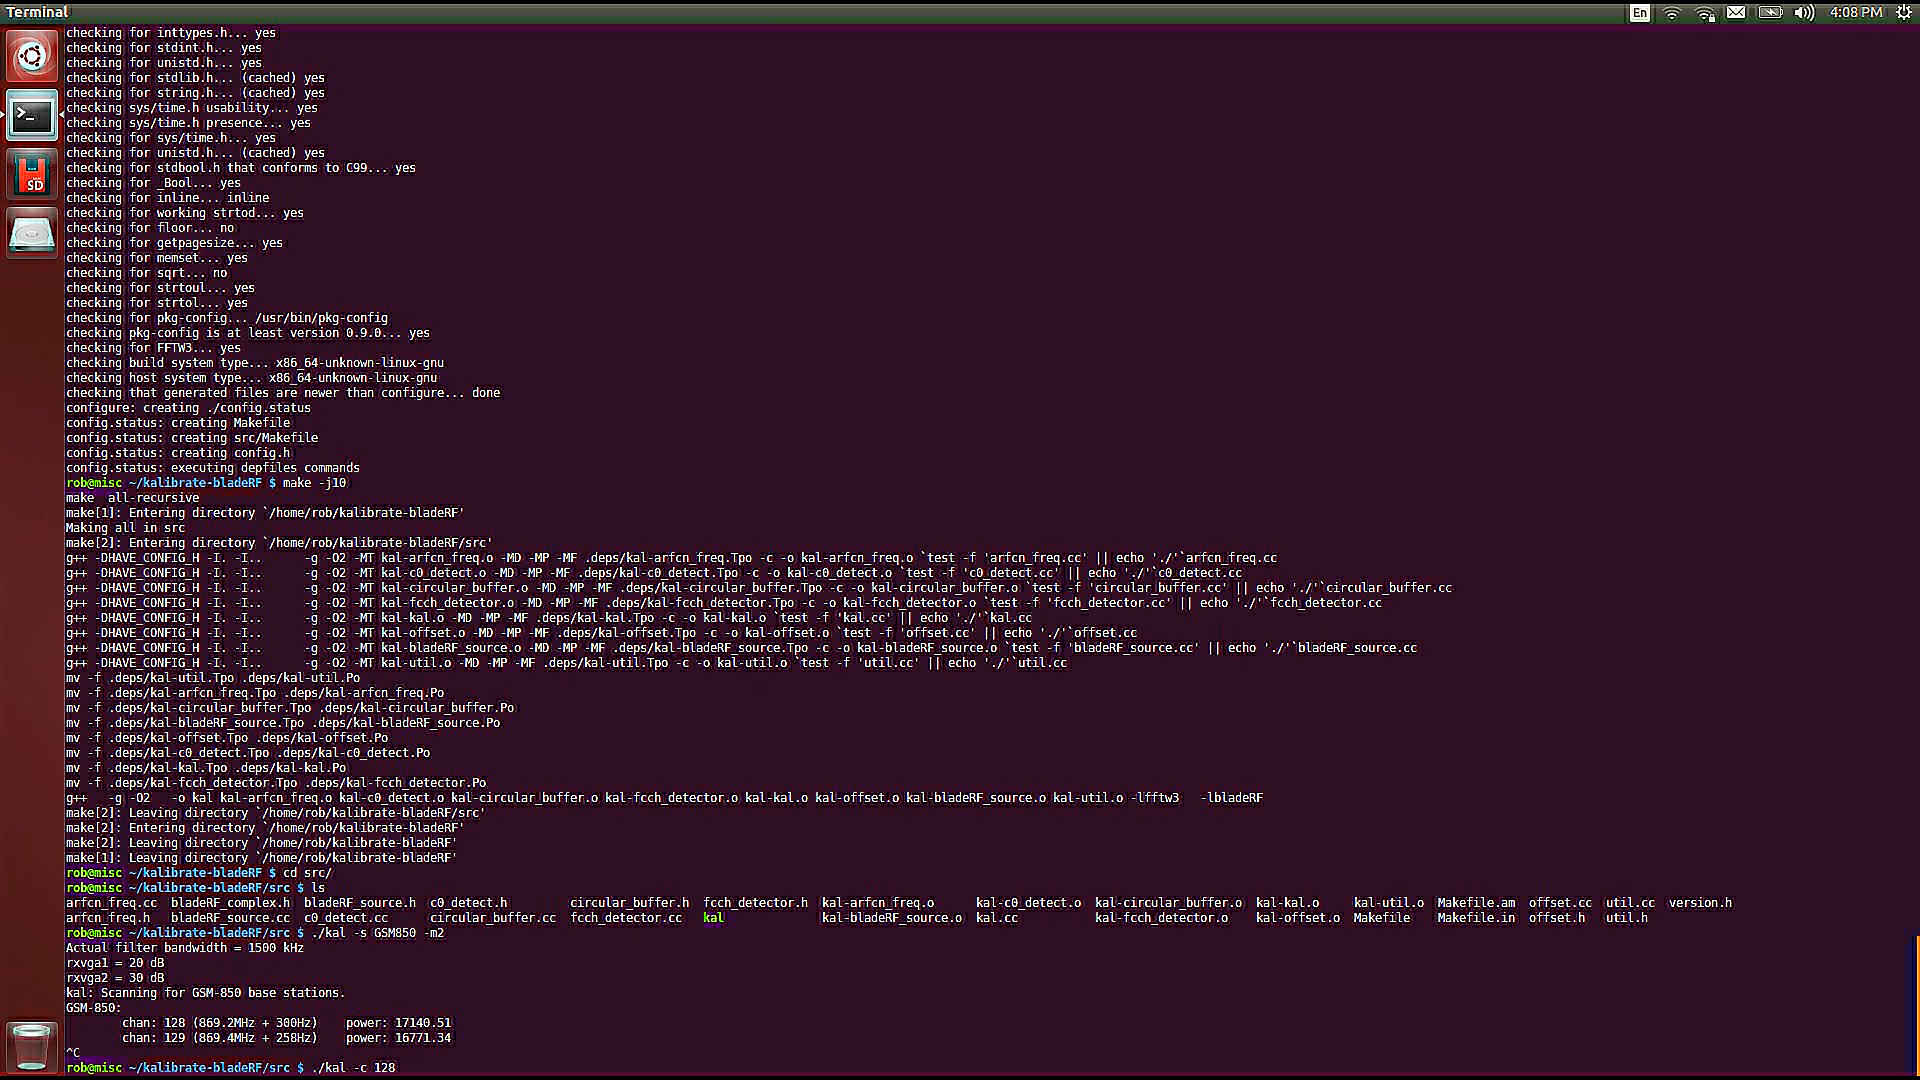 Terminal
En
4:08 PM
SD
checking for inttypes.h... yes
checking for stdint.h... yes
checking for unistd.h... yes
checking for stdlib.h... (cached) yes
checking for string.h... (cached) yes
checking sys/time.h usability... yes
checking sys/time.h presence... yes
checking for sys/time.h... yes
checking for unistd.h... (cached) yes
checking for stdbool.h that conforms to C99... yes
checking for _Bool... yes
checking for inline... inline
checking for working strtod... yes
checking for floor... no
checking for getpagesize... yes
checking for memset... yes
checking for sqrt... no
checking for strtoul... yes
checking for strtol... yes
checking for pkg-config... /usr/bin/pkg-config
checking pkg-config is at least version 0.9.0... yes
checking for FFTW3... yes
checking build system type... x86_64-unknown-linux-gnu
checking host system type... x86_64-unknown-linux-gnu
checking that generated files are newer than configure... done
configure: creating ./config.status
config.status: creating Makefile
config.status: creating src/Makefile
config.status: creating config.h
config.status: executing depfiles commands
rob@misc ~/kalibrate-bladeRF $ make -j10
make  all-recursive
make[1]: Entering directory `/home/rob/kalibrate-bladeRF'
Making all in src
make[2]: Entering directory `/home/rob/kalibrate-bladeRF/src'
g++ -DHAVE_CONFIG_H -I. -I..      -g -O2 -MT kal-arfcn_freq.o -MD -MP -MF .deps/kal-arfcn_freq.Tpo -c -o kal-arfcn_freq.o `test -f 'arfcn_freq.cc' || echo './'`arfcn_freq.cc
g++ -DHAVE_CONFIG_H -I. -I..      -g -O2 -MT kal-c0_detect.o -MD -MP -MF .deps/kal-c0_detect.Tpo -c -o kal-c0_detect.o `test -f 'c0_detect.cc' || echo './'`c0_detect.cc
g++ -DHAVE_CONFIG_H -I. -I..      -g -O2 -MT kal-circular_buffer.o -MD -MP -MF .deps/kal-circular_buffer.Tpo -c -o kal-circular_buffer.o `test -f 'circular_buffer.cc' || echo './'`circular_buffer.cc
g++ -DHAVE_CONFIG_H -I. -I..      -g -O2 -MT kal-fcch_detector.o -MD -MP -MF .deps/kal-fcch_detector.Tpo -c -o kal-fcch_detector.o `test -f 'fcch_detector.cc' || echo './'`fcch_detector.cc
g++ -DHAVE_CONFIG_H -I. -I..      -g -O2 -MT kal-kal.o -MD -MP -MF .deps/kal-kal.Tpo -c -o kal-kal.o `test -f 'kal.cc' || echo './'`kal.cc
g++ -DHAVE_CONFIG_H -I. -I..      -g -O2 -MT kal-offset.o -MD -MP -MF .deps/kal-offset.Tpo -c -o kal-offset.o `test -f 'offset.cc' || echo './'`offset.cc
g++ -DHAVE_CONFIG_H -I. -I..      -g -O2 -MT kal-bladeRF_source.o -MD -MP -MF .deps/kal-bladeRF_source.Tpo -c -o kal-bladeRF_source.o `test -f 'bladeRF_source.cc' || echo './'`bladeRF_source.cc
g++ -DHAVE_CONFIG_H -I. -I..      -g -O2 -MT kal-util.o -MD -MP -MF .deps/kal-util.Tpo -c -o kal-util.o `test -f 'util.cc' || echo './'`util.cc
mv -f .deps/kal-util.Tpo .deps/kal-util.Po
mv -f .deps/kal-arfcn_freq.Tpo .deps/kal-arfcn_freq.Po
mv -f .deps/kal-circular_buffer.Tpo .deps/kal-circular_buffer.Po
mv -f .deps/kal-bladeRF_source.Tpo .deps/kal-bladeRF_source.Po
mv -f .deps/kal-offset.Tpo .deps/kal-offset.Po
mv -f .deps/kal-c0_detect.Tpo .deps/kal-c0_detect.Po
mv -f .deps/kal-kal.Tpo .deps/kal-kal.Po
mv -f .deps/kal-fcch_detector.Tpo .deps/kal-fcch_detector.Po
g++   -g -O2   -o kal kal-arfcn_freq.o kal-c0_detect.o kal-circular_buffer.o kal-fcch_detector.o kal-kal.o kal-offset.o kal-bladeRF_source.o kal-util.o -lfftw3   -lbladeRF
make[2]: Leaving directory `/home/rob/kalibrate-bladeRF/src'
make[2]: Entering directory `/home/rob/kalibrate-bladeRF'
make[2]: Leaving directory `/home/rob/kalibrate-bladeRF'
make[1]: Leaving directory `/home/rob/kalibrate-bladeRF'
rob@misc ~/kalibrate-bladeRF $ cd src/
rob@misc ~/kalibrate-bladeRF/src $ ls
arfcn_freq.cc  bladeRF_complex.h  bladeRF_source.h  c0_detect.h         circular_buffer.h  fcch_detector.h  kal-arfcn_freq.o      kal-c0_detect.o  kal-circular_buffer.o  kal-kal.o     kal-util.o  Makefile.am  offset.cc  util.cc  version.h
arfcn_freq.h   bladeRF_source.cc  c0_detect.cc      circular_buffer.cc  fcch_detector.cc   kal              kal-bladeRF_source.o  kal.cc           kal-fcch_detector.o    kal-offset.o  Makefile    Makefile.in  offset.h   util.h
rob@misc ~/kalibrate-bladeRF/src $ ./kal -s GSM850 -m2
Actual filter bandwidth = 1500 kHz
rxvga1 = 20 dB
rxvga2 = 30 dB
kal: Scanning for GSM-850 base stations.
GSM-850:
        chan: 128 (869.2MHz + 300Hz)    power: 17140.51
        chan: 129 (869.4MHz + 258Hz)    power: 16771.34
^C
rob@misc ~/kalibrate-bladeRF/src $ ./kal -c 128